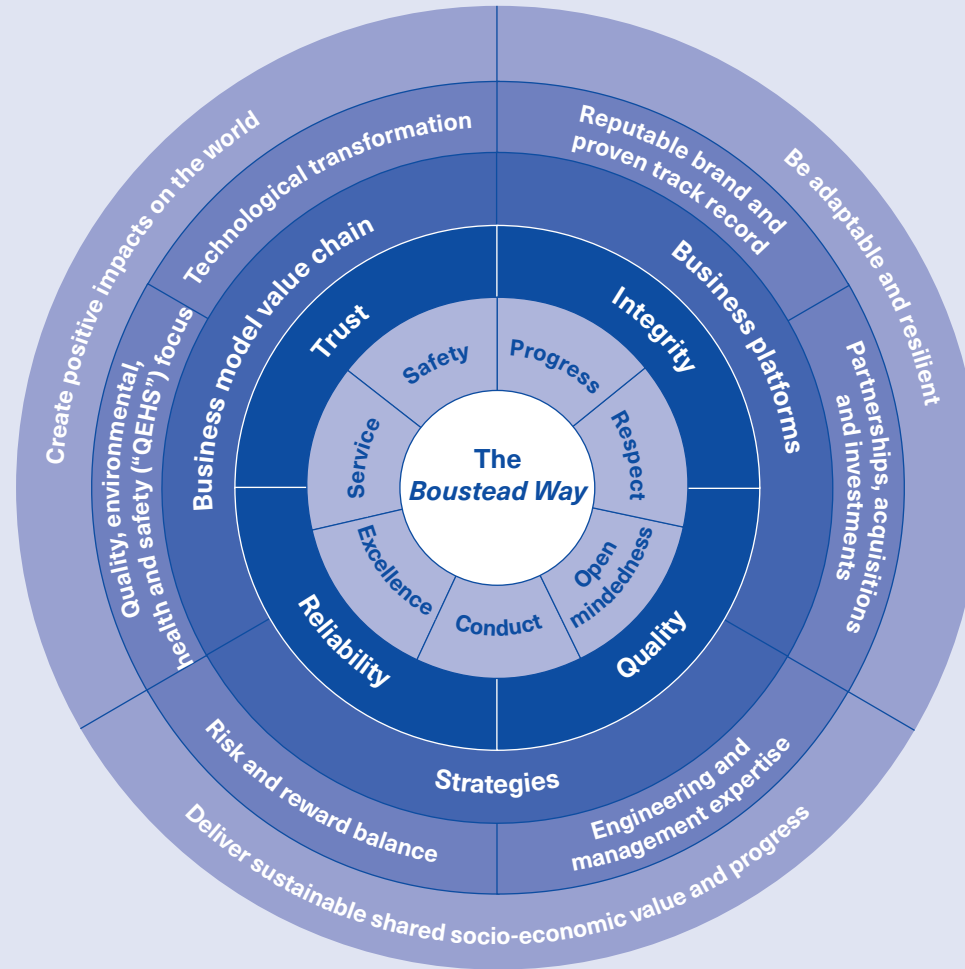 The
Boustead Way
Safety
Progress
Respect
Open
mindedness
Conduct
Excellence
Service
Trust
Integrity
Quality
Reliability
Business model value chain
Business platforms
Strategies
Technological transformation
Reputable brand and
proven track record
Partnerships, acquisitions
and investments
Engineering and
management expertise
Risk and reward balance
Quality, environmental,
health and safety (“QEHS”) focus
Create positive impacts on the world
Be adaptable and resilient
Deliver sustainable shared socio-economic value and progress